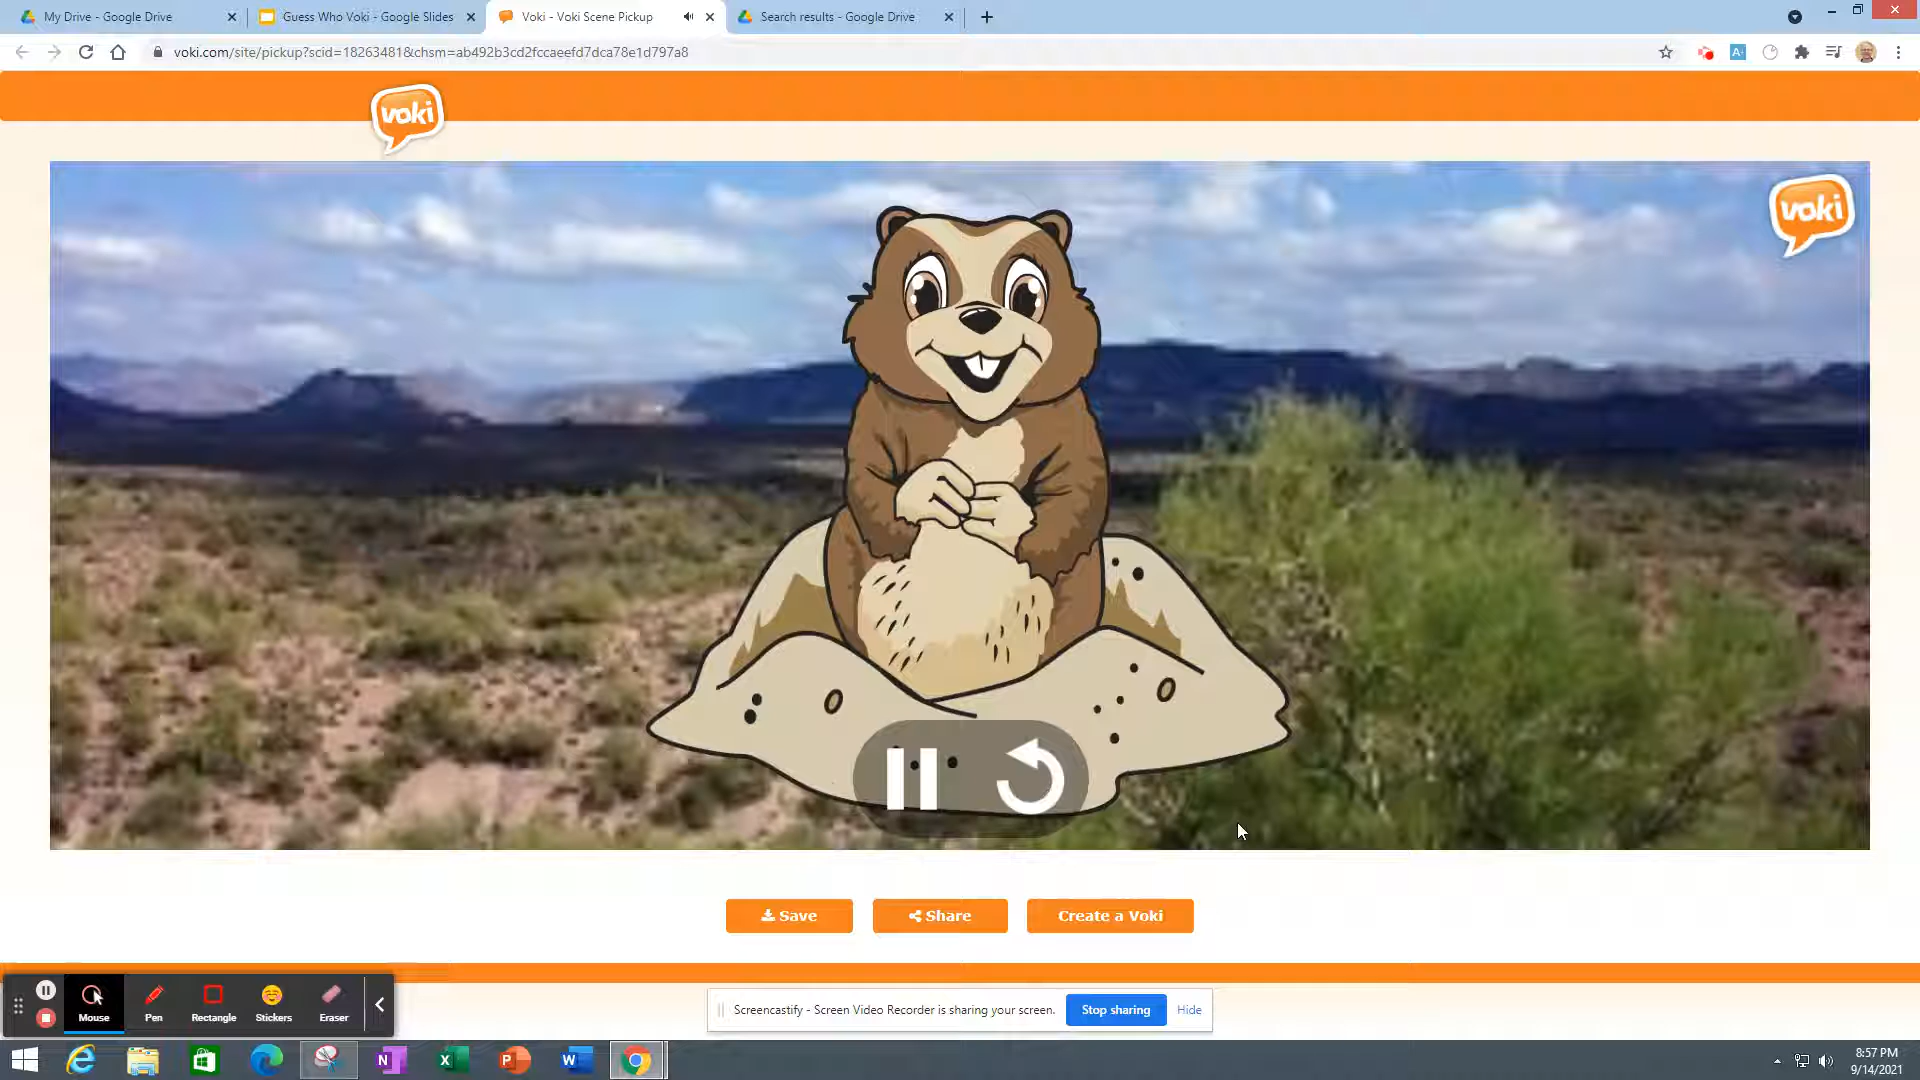 My Drive - Google Drive
Guess Who Voki - Google Slides
Voki - Voki Scene Pickup
Search results - Google Drive
voki.com/site/pickup?scid=18263481&chsm=ab492b3cd2fccaeefd7dca78e1d797a8
A
voki
voki
Save
Share
Create a Voki
Mouse
Pen
Rectangle
Stickers
Eraser
Screencastify - Screen Video Recorder is sharing your screen.
Stop sharing
Hide
N
X
P
W
8:57 PM
9/14/2021